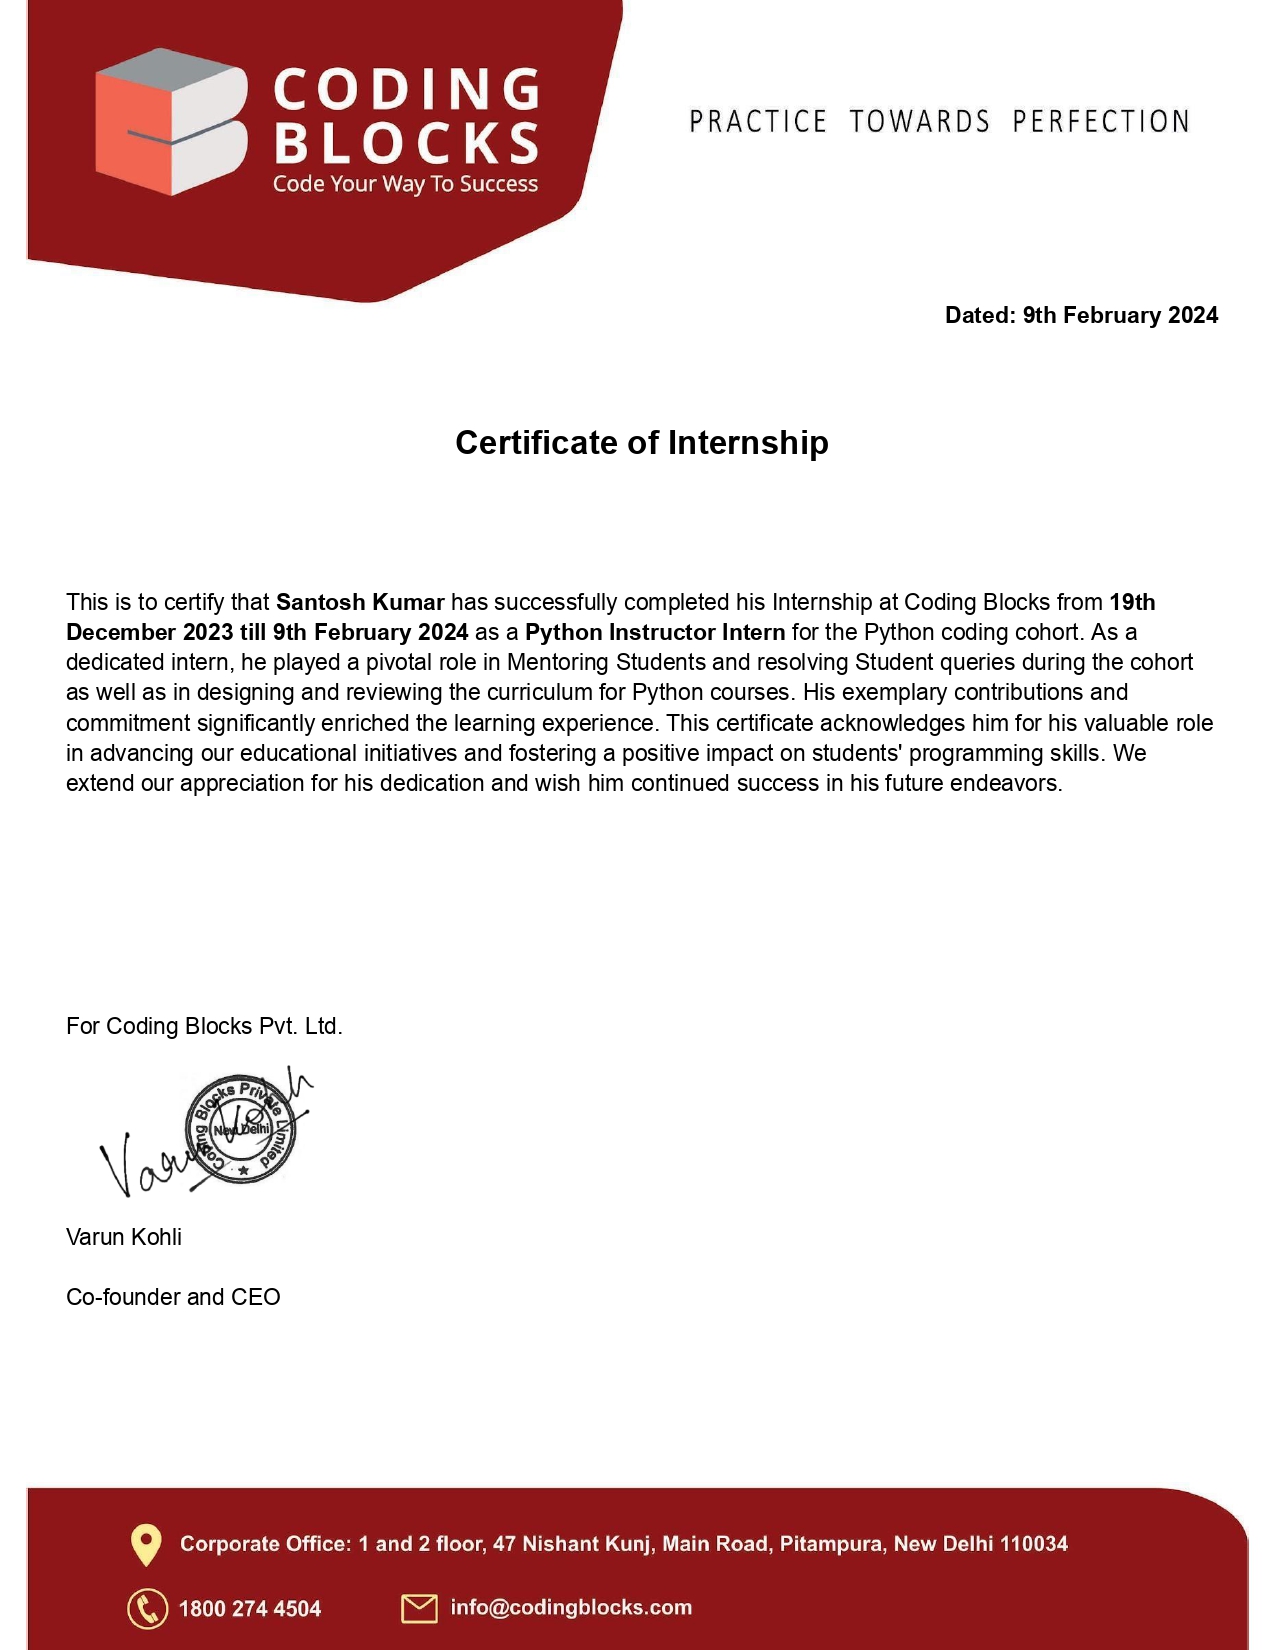 CODING
BLOCKS
Code Your Way To Success
PRACTICE TOWARDS PERFECTION
Dated: 9th February 2024
Certificate of Internship
This is to certify that Santosh Kumar has successfully completed his Internship at Coding Blocks from 19th
December 2023 till 9th February 2024 as a Python Instructor Intern for the Python coding cohort. As a
dedicated intern, he played a pivotal role in Mentoring Students and resolving Student queries during the cohort
as well as in designing and reviewing the curriculum for Python courses. His exemplary contributions and
commitment significantly enriched the learning experience. This certificate acknowledges him for his valuable role
in advancing our educational initiatives and fostering a positive impact on students' programming skills. We
extend our appreciation for his dedication and wish him continued success in his future endeavors.
For Coding Blocks Pvt. Ltd.
Coding Blocks Private Limited
New Delhi
Varun Kohli
Varun Kohli
Co-founder and CEO
Corporate Office: 1 and 2 floor, 47 Nishant Kunj, Main Road, Pitampura, New Delhi 110034
1800 274 4504
info@codingblocks.com